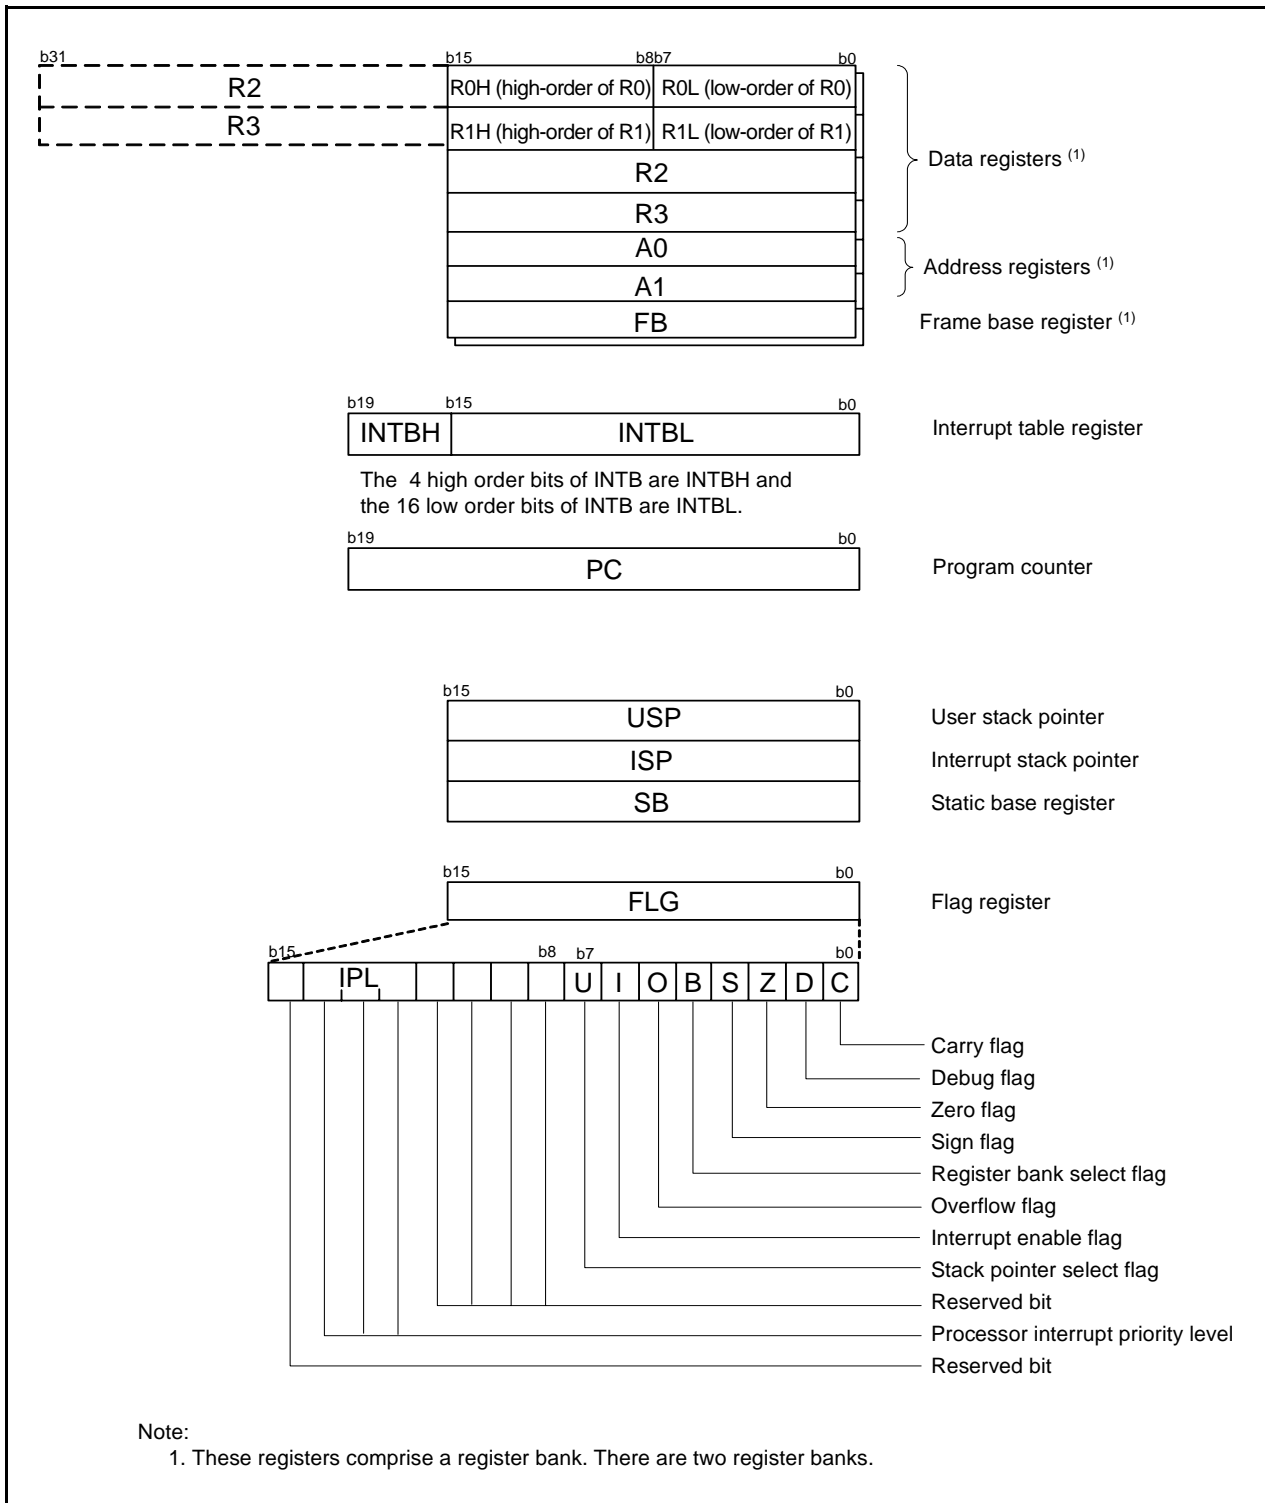 b31 b15 b8b7 b0
R2 R0H (high-order of R0) R0L (low-order of R0)
R3 R1H (high-order of R1) R1L (low-order of R1)
Data registers (1)
R2
R3
A0
Address registers (1)
A1
FB Frame base register (1)
b19 b15 b0
INTBH INTBL Interrupt table register
The 4 high order bits of INTB are INTBH and
the 16 low order bits of INTB are INTBL.
b19 b0
PC Program counter
b15 b0
USP User stack pointer
ISP Interrupt stack pointer
SB Static base register
b15 b0
FLG Flag register
b15 b8 b7 b0
IPL U I O B S Z D C
Carry flag
Debug flag
Zero flag
Sign flag
Register bank select flag
Overflow flag
Interrupt enable flag
Stack pointer select flag
Reserved bit
Processor interrupt priority level
Reserved bit
Note:
1. These registers comprise a register bank. There are two register banks.